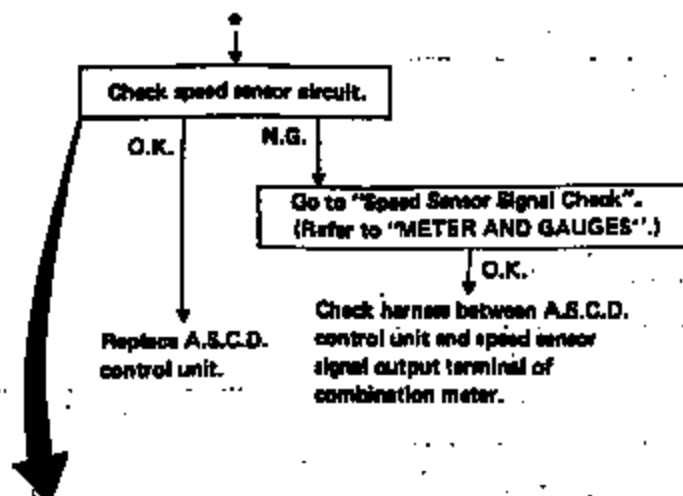 Check speed sensor circuit.
O.K.
N.G.
Go to "Speed Sensor Signal Check".
(Refer to "METER AND GAUGES".)
O.K.
Replace A.S.C.D.
control unit.
Check harness between A.S.C.D.
control unit and speed sensor
signal output terminal of
combination meter.